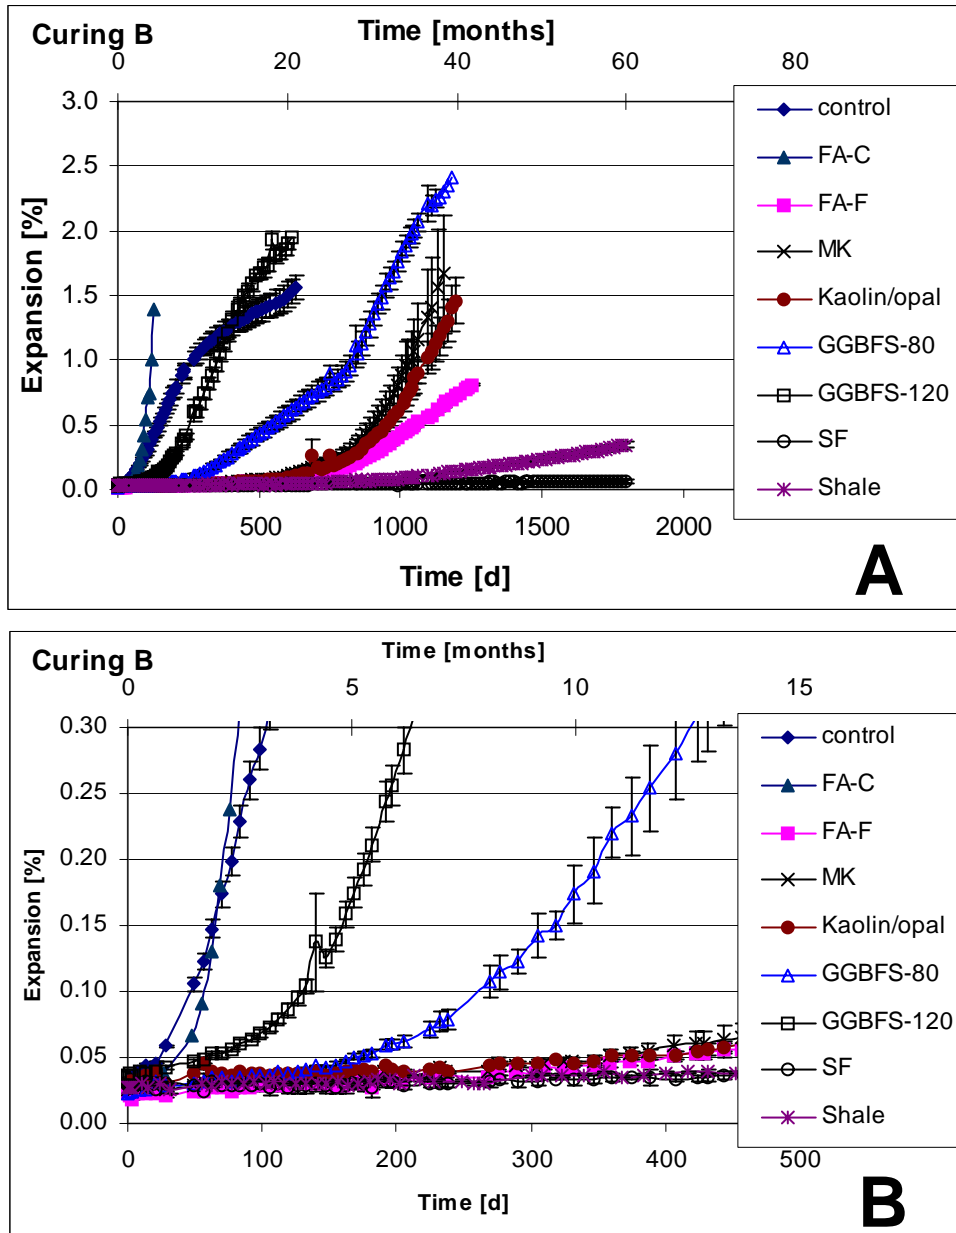 Curing B
Time [months]
0 20 40 60 80
3.0
2.5
2.0
1.5
1.0
0.5
0.0
Expansion [%]
0 500 1000 1500 2000
Time [d]
control
FA-C
FA-F
MK
Kaolin/opal
GGBFS-80
GGBFS-120
SF
Shale
A
Curing B
Time [months]
0 5 10 15
0.30
0.25
0.20
0.15
0.10
0.05
0.00
Expansion [%]
0 100 200 300 400 500
Time [d]
control
FA-C
FA-F
MK
Kaolin/opal
GGBFS-80
GGBFS-120
SF
Shale
B